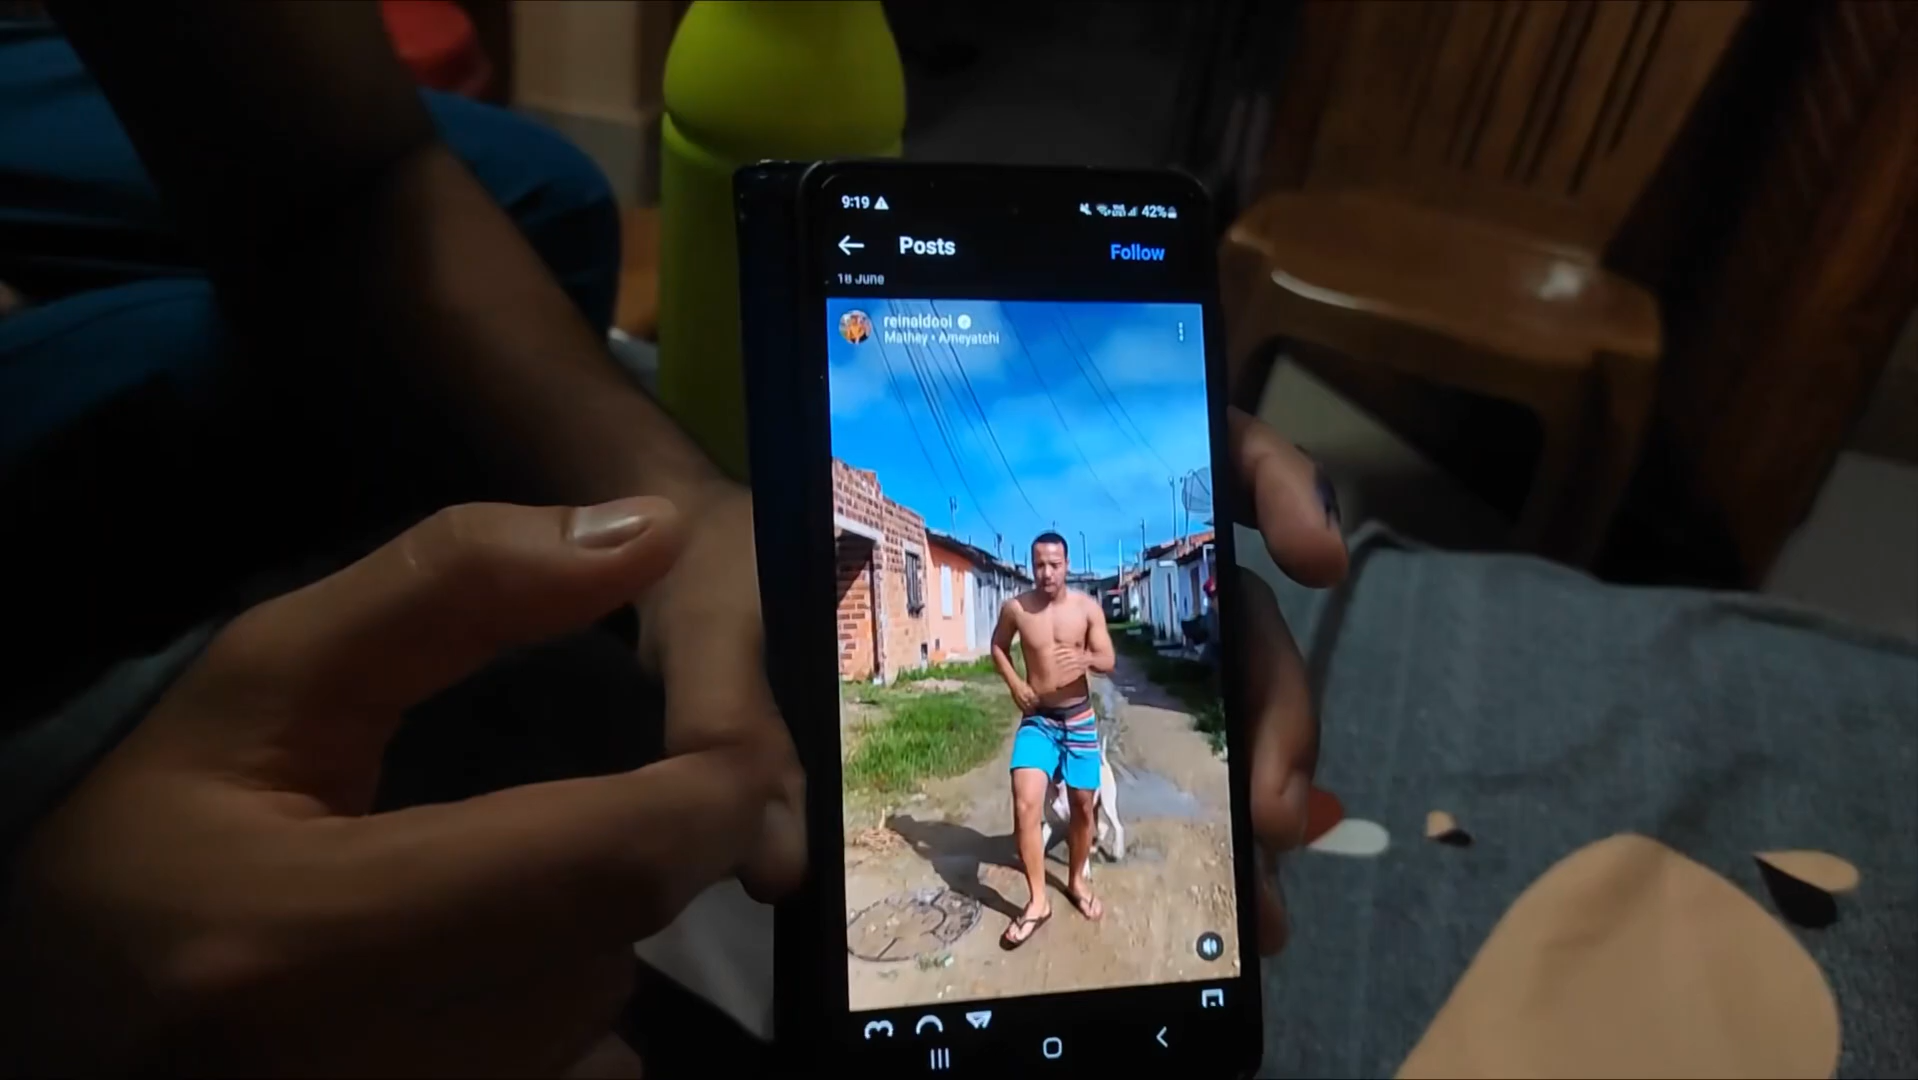 9:19 42%
Posts
Follow
18 June
reinaldooi
Mathey • Ameyatchi